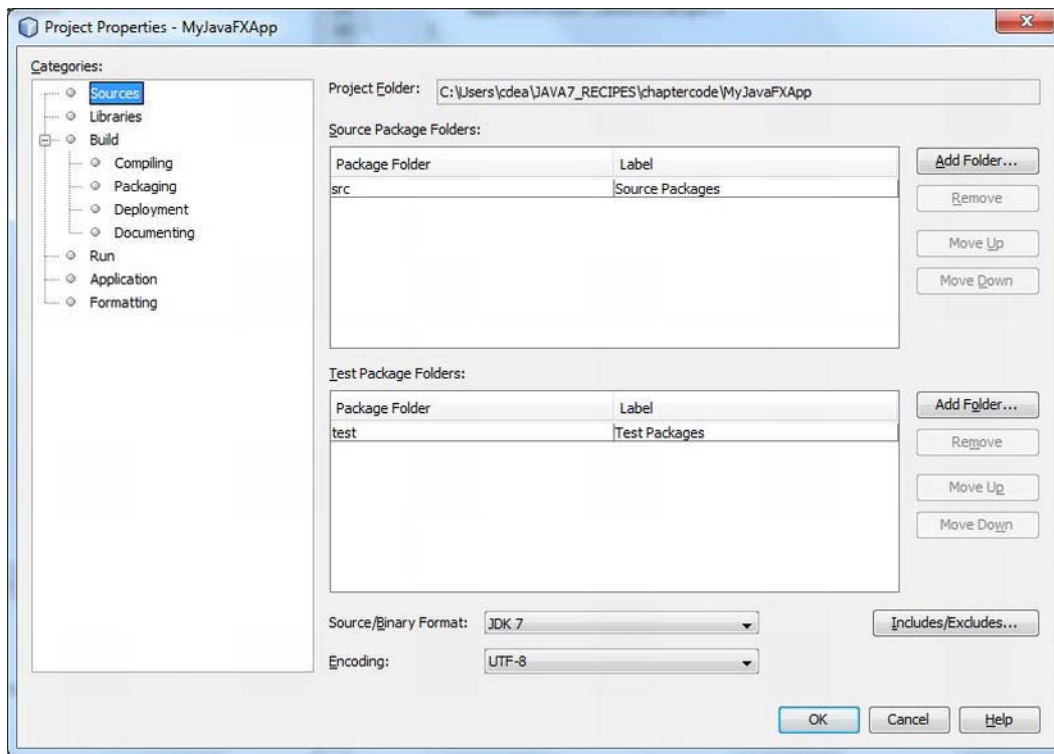 Project Properties - MyJavaFXApp
Categories:
Sources
Libraries
Build
Compiling
Packaging
Deployment
Documenting
Run
Application
Formatting
Project Folder: C:\Users\cdea\JAVA7_RECIPES\chaptercode\MyJavaFXApp
Source Package Folders:
Package Folder Label
src Source Packages
Add Folder...
Remove
Move Up
Move Down
Test Package Folders:
Package Folder Label
test Test Packages
Add Folder...
Remove
Move Up
Move Down
Source/Binary Format: JDK 7
Includes/Excludes...
Encoding: UTF-8
OK Cancel Help